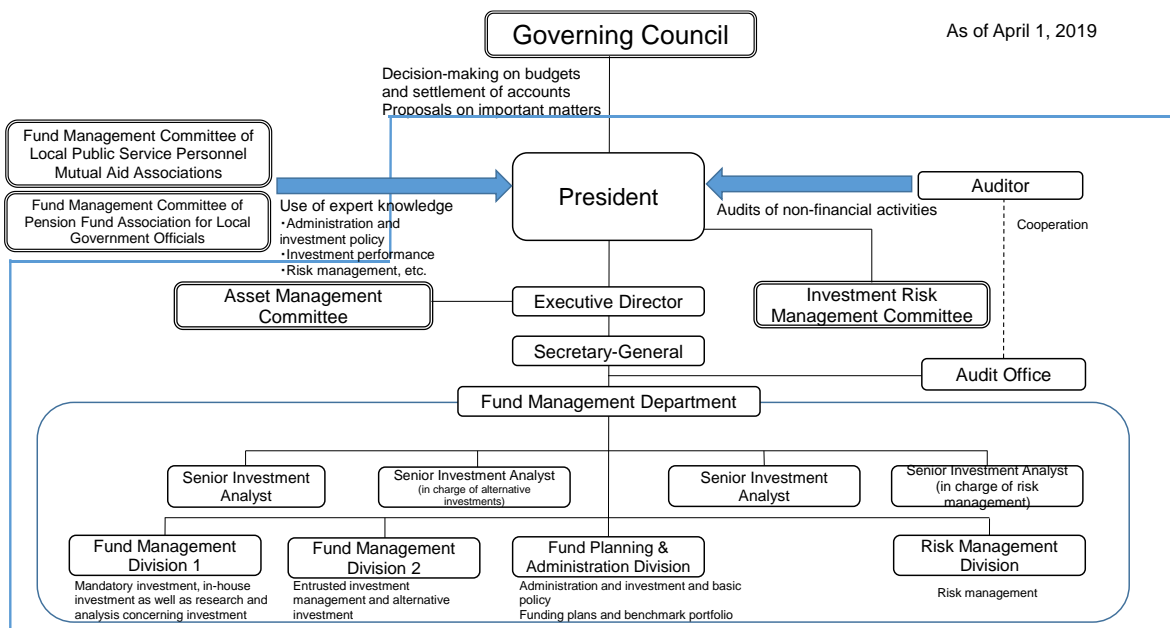 Governing Council
As of April 1, 2019
Decision-making on budgets
and settlement of accounts
Proposals on important matters
Fund Management Committee of
Local Public Service Personnel
Mutual Aid Associations
Fund Management Committee of
Pension Fund Association for Local
Government Officials
Use of expert knowledge
・Administration and
investment policy
・Investment performance
・Risk management, etc.
President
Audits of non-financial activities
Auditor
Cooperation
Asset Management
Committee
Executive Director
Investment Risk
Management Committee
Secretary-General
Audit Office
Fund Management Department
Senior Investment
Analyst
Senior Investment Analyst
(in charge of alternative
investments)
Senior Investment
Analyst
Senior Investment Analyst
(in charge of risk
management)
Fund Management
Division 1
Mandatory investment, in-house
investment as well as research and
analysis concerning investment
Fund Management
Division 2
Entrusted investment
management and alternative
investment
Fund Planning &
Administration Division
Administration and investment and basic
policy
Funding plans and benchmark portfolio
Risk Management
Division
Risk management